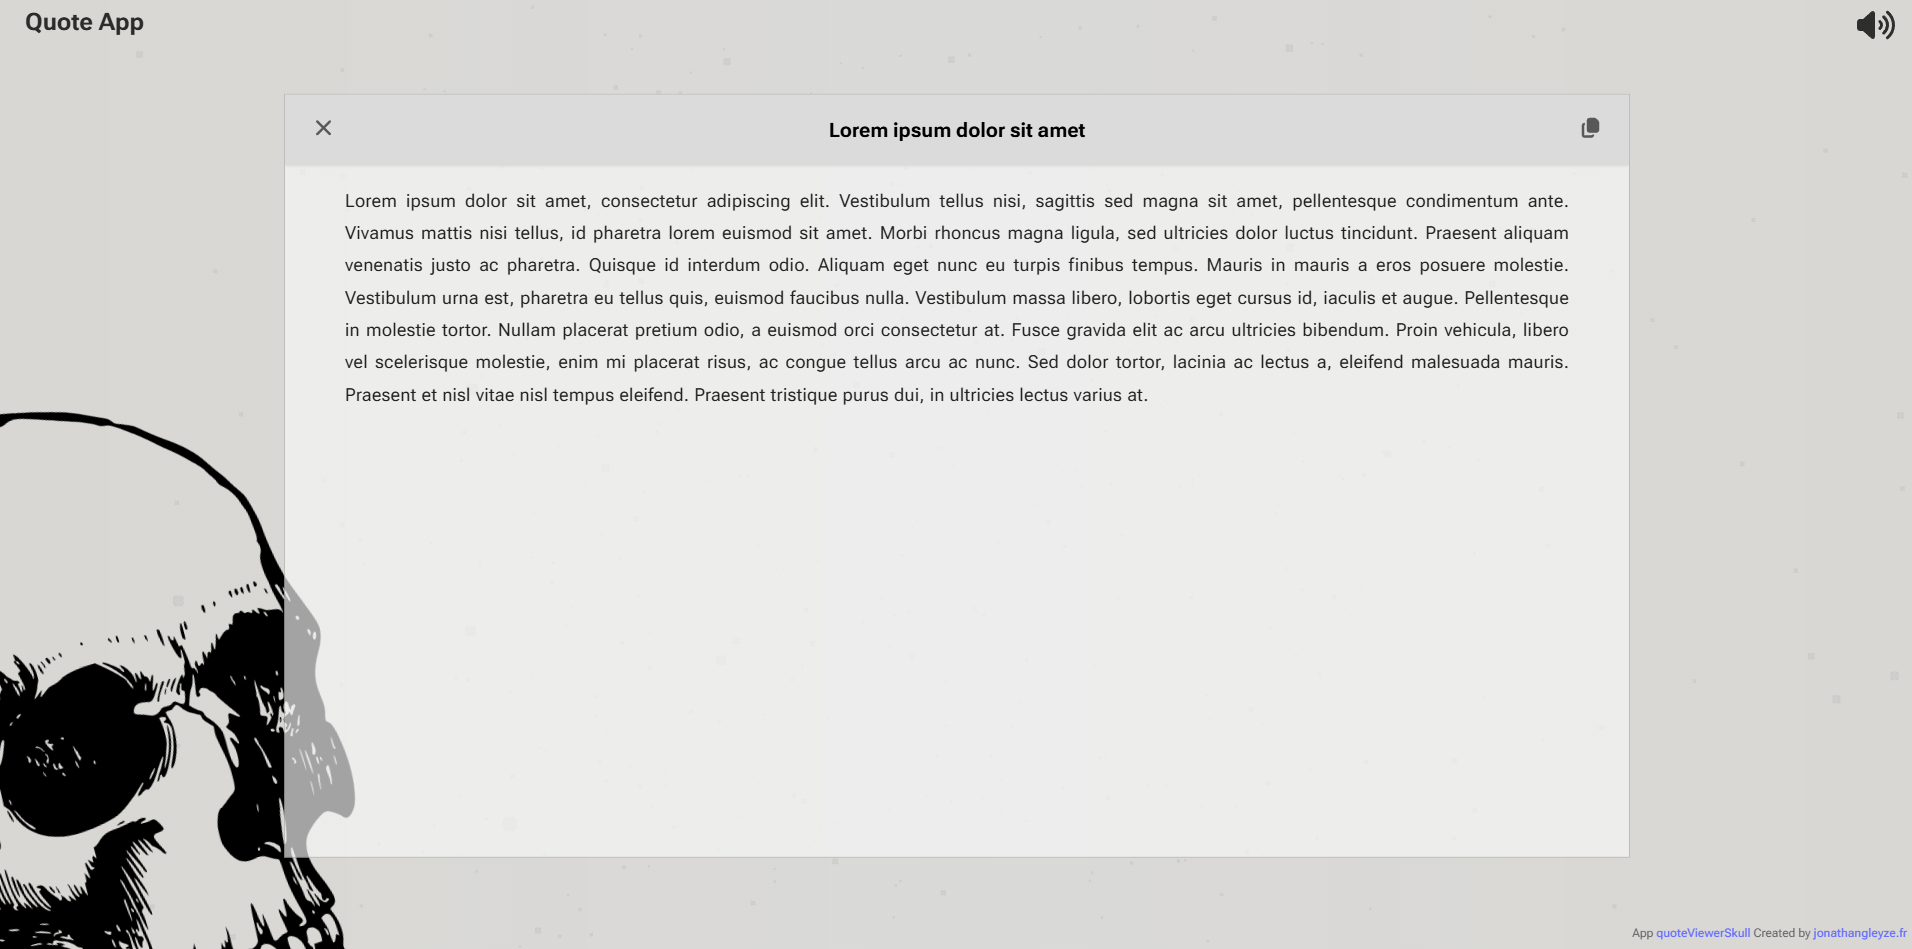 Quote App
Lorem ipsum dolor sit amet
Lorem ipsum dolor sit amet, consectetur adipiscing elit. Vestibulum tellus nisi, sagittis sed magna sit amet, pellentesque condimentum ante.
Vivamus mattis nisi tellus, id pharetra lorem euismod sit amet. Morbi rhoncus magna ligula, sed ultricies dolor luctus tincidunt. Praesent aliquam
venenatis justo ac pharetra. Quisque id interdum odio. Aliquam eget nunc eu turpis finibus tempus. Mauris in mauris a eros posuere molestie.
Vestibulum urna est, pharetra eu tellus quis, euismod faucibus nulla. Vestibulum massa libero, lobortis eget cursus id, iaculis et augue. Pellentesque
in molestie tortor. Nullam placerat pretium odio, a euismod orci consectetur at. Fusce gravida elit ac arcu ultricies bibendum. Proin vehicula, libero
vel scelerisque molestie, enim mi placerat risus, ac congue tellus arcu ac nunc. Sed dolor tortor, lacinia ac lectus a, eleifend malesuada mauris.
Praesent et nisl vitae nisl tempus eleifend. Praesent tristique purus dui, in ultricies lectus varius at.
App quoteViewerSkull Created by jonathangleyze.fr